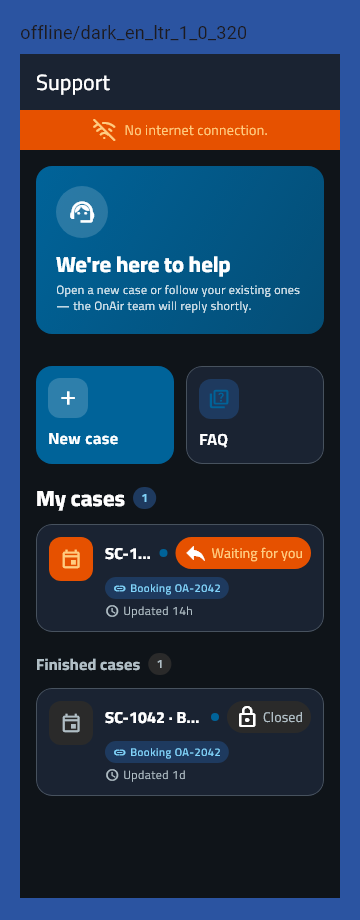 offline/dark_en_ltr_1_0_320
Support
No internet connection.
We're here to help
Open a new case or follow your existing ones
— the OnAir team will reply shortly.
New case
FAQ
My cases 1
SC-1... Waiting for you
Booking OA-2042
Updated 14h
Finished cases 1
SC-1042 · B... Closed
Booking OA-2042
Updated 1d